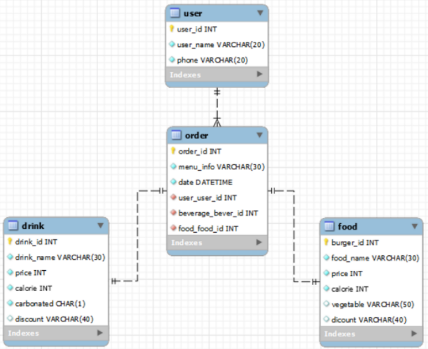 user
user_id INT
user_name VARCHAR(20)
phone VARCHAR(20)
Indexes
order
order_id INT
menu_info VARCHAR(30)
date DATETIME
user_user_id INT
beverage_bever_id INT
food_food_id INT
Indexes
drink
drink_id INT
drink_name VARCHAR(30)
price INT
calorie INT
carbonated CHAR(1)
discount VARCHAR(40)
Indexes
food
burger_id INT
food_name VARCHAR(30)
price INT
calorie INT
vegetable VARCHAR(50)
dicount VARCHAR(40)
Indexes